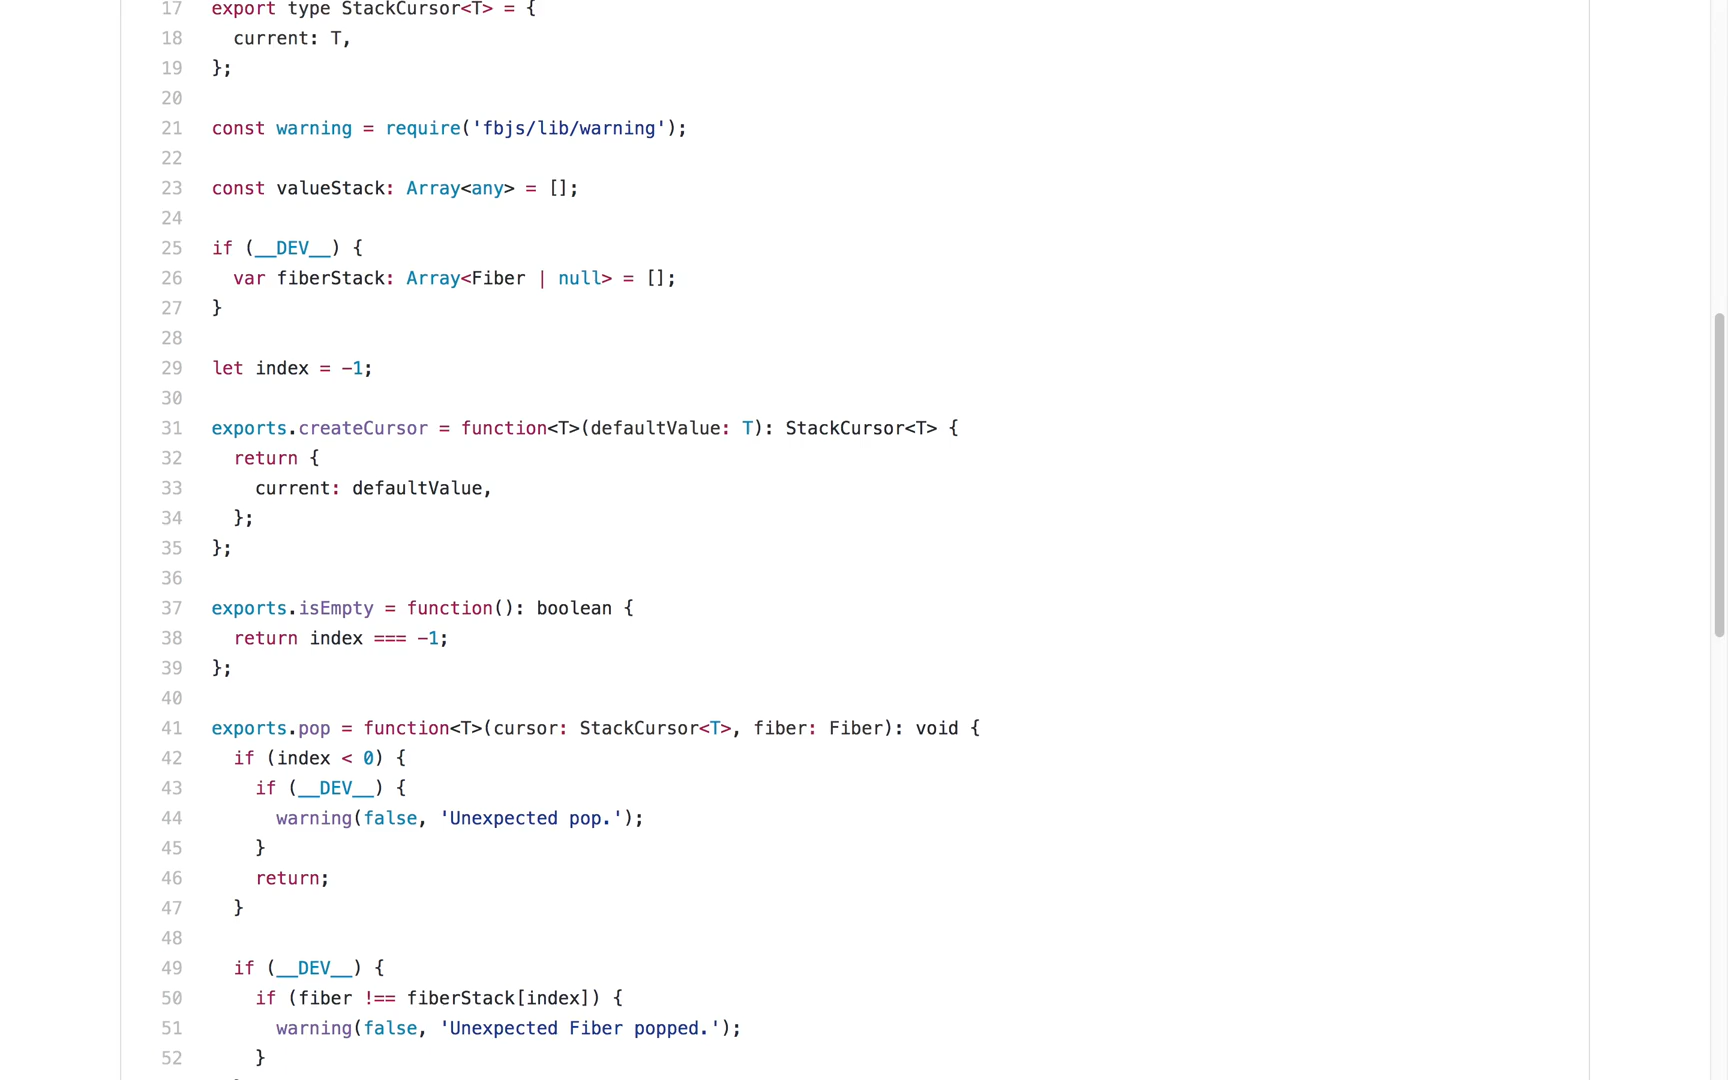 17 export type StackCursor<T> = {
18   current: T,
19 };
20
21 const warning = require('fbjs/lib/warning');
22
23 const valueStack: Array<any> = [];
24
25 if (__DEV__) {
26   var fiberStack: Array<Fiber | null> = [];
27 }
28
29 let index = -1;
30
31 exports.createCursor = function<T>(defaultValue: T): StackCursor<T> {
32   return {
33     current: defaultValue,
34   };
35 };
36
37 exports.isEmpty = function(): boolean {
38   return index === -1;
39 };
40
41 exports.pop = function<T>(cursor: StackCursor<T>, fiber: Fiber): void {
42   if (index < 0) {
43     if (__DEV__) {
44       warning(false, 'Unexpected pop.');
45     }
46     return;
47   }
48
49   if (__DEV__) {
50     if (fiber !== fiberStack[index]) {
51       warning(false, 'Unexpected Fiber popped.');
52     }